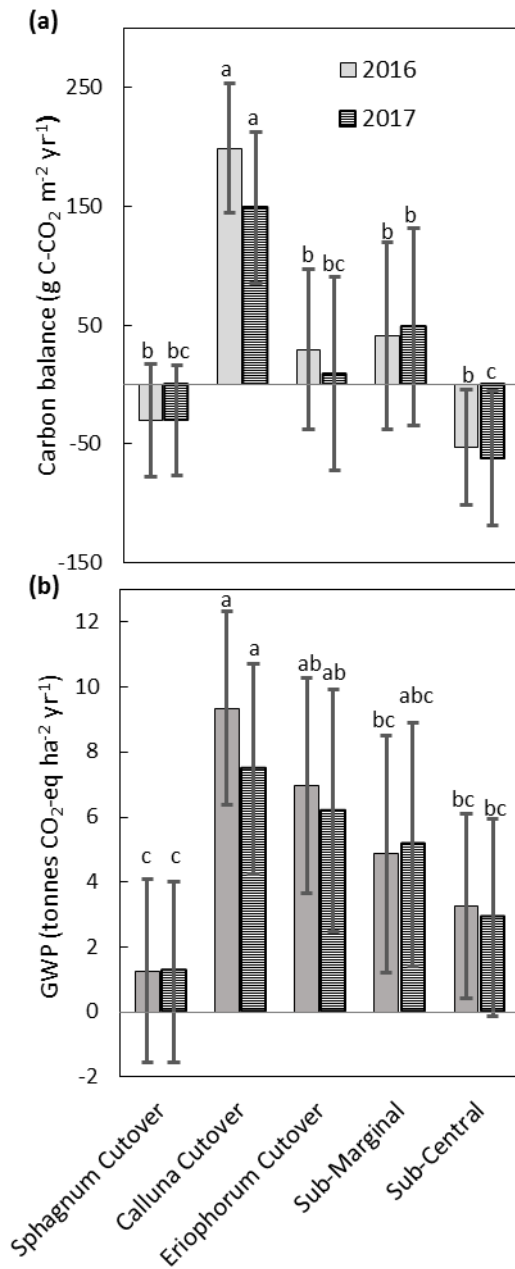 (a)
Carbon balance (g C-CO₂ m⁻² yr⁻¹)
250
150
50
-50
-150
2016
2017
a
a
b
bc
b
bc
b
b
b
c
(b)
GWP (tonnes CO₂-eq ha⁻² yr⁻¹)
12
10
8
6
4
2
0
-2
a
a
ab
ab
abc
bc
bc
bc
c
c
Sphagnum Cutover
Calluna Cutover
Eriophorum Cutover
Sub-Marginal
Sub-Central